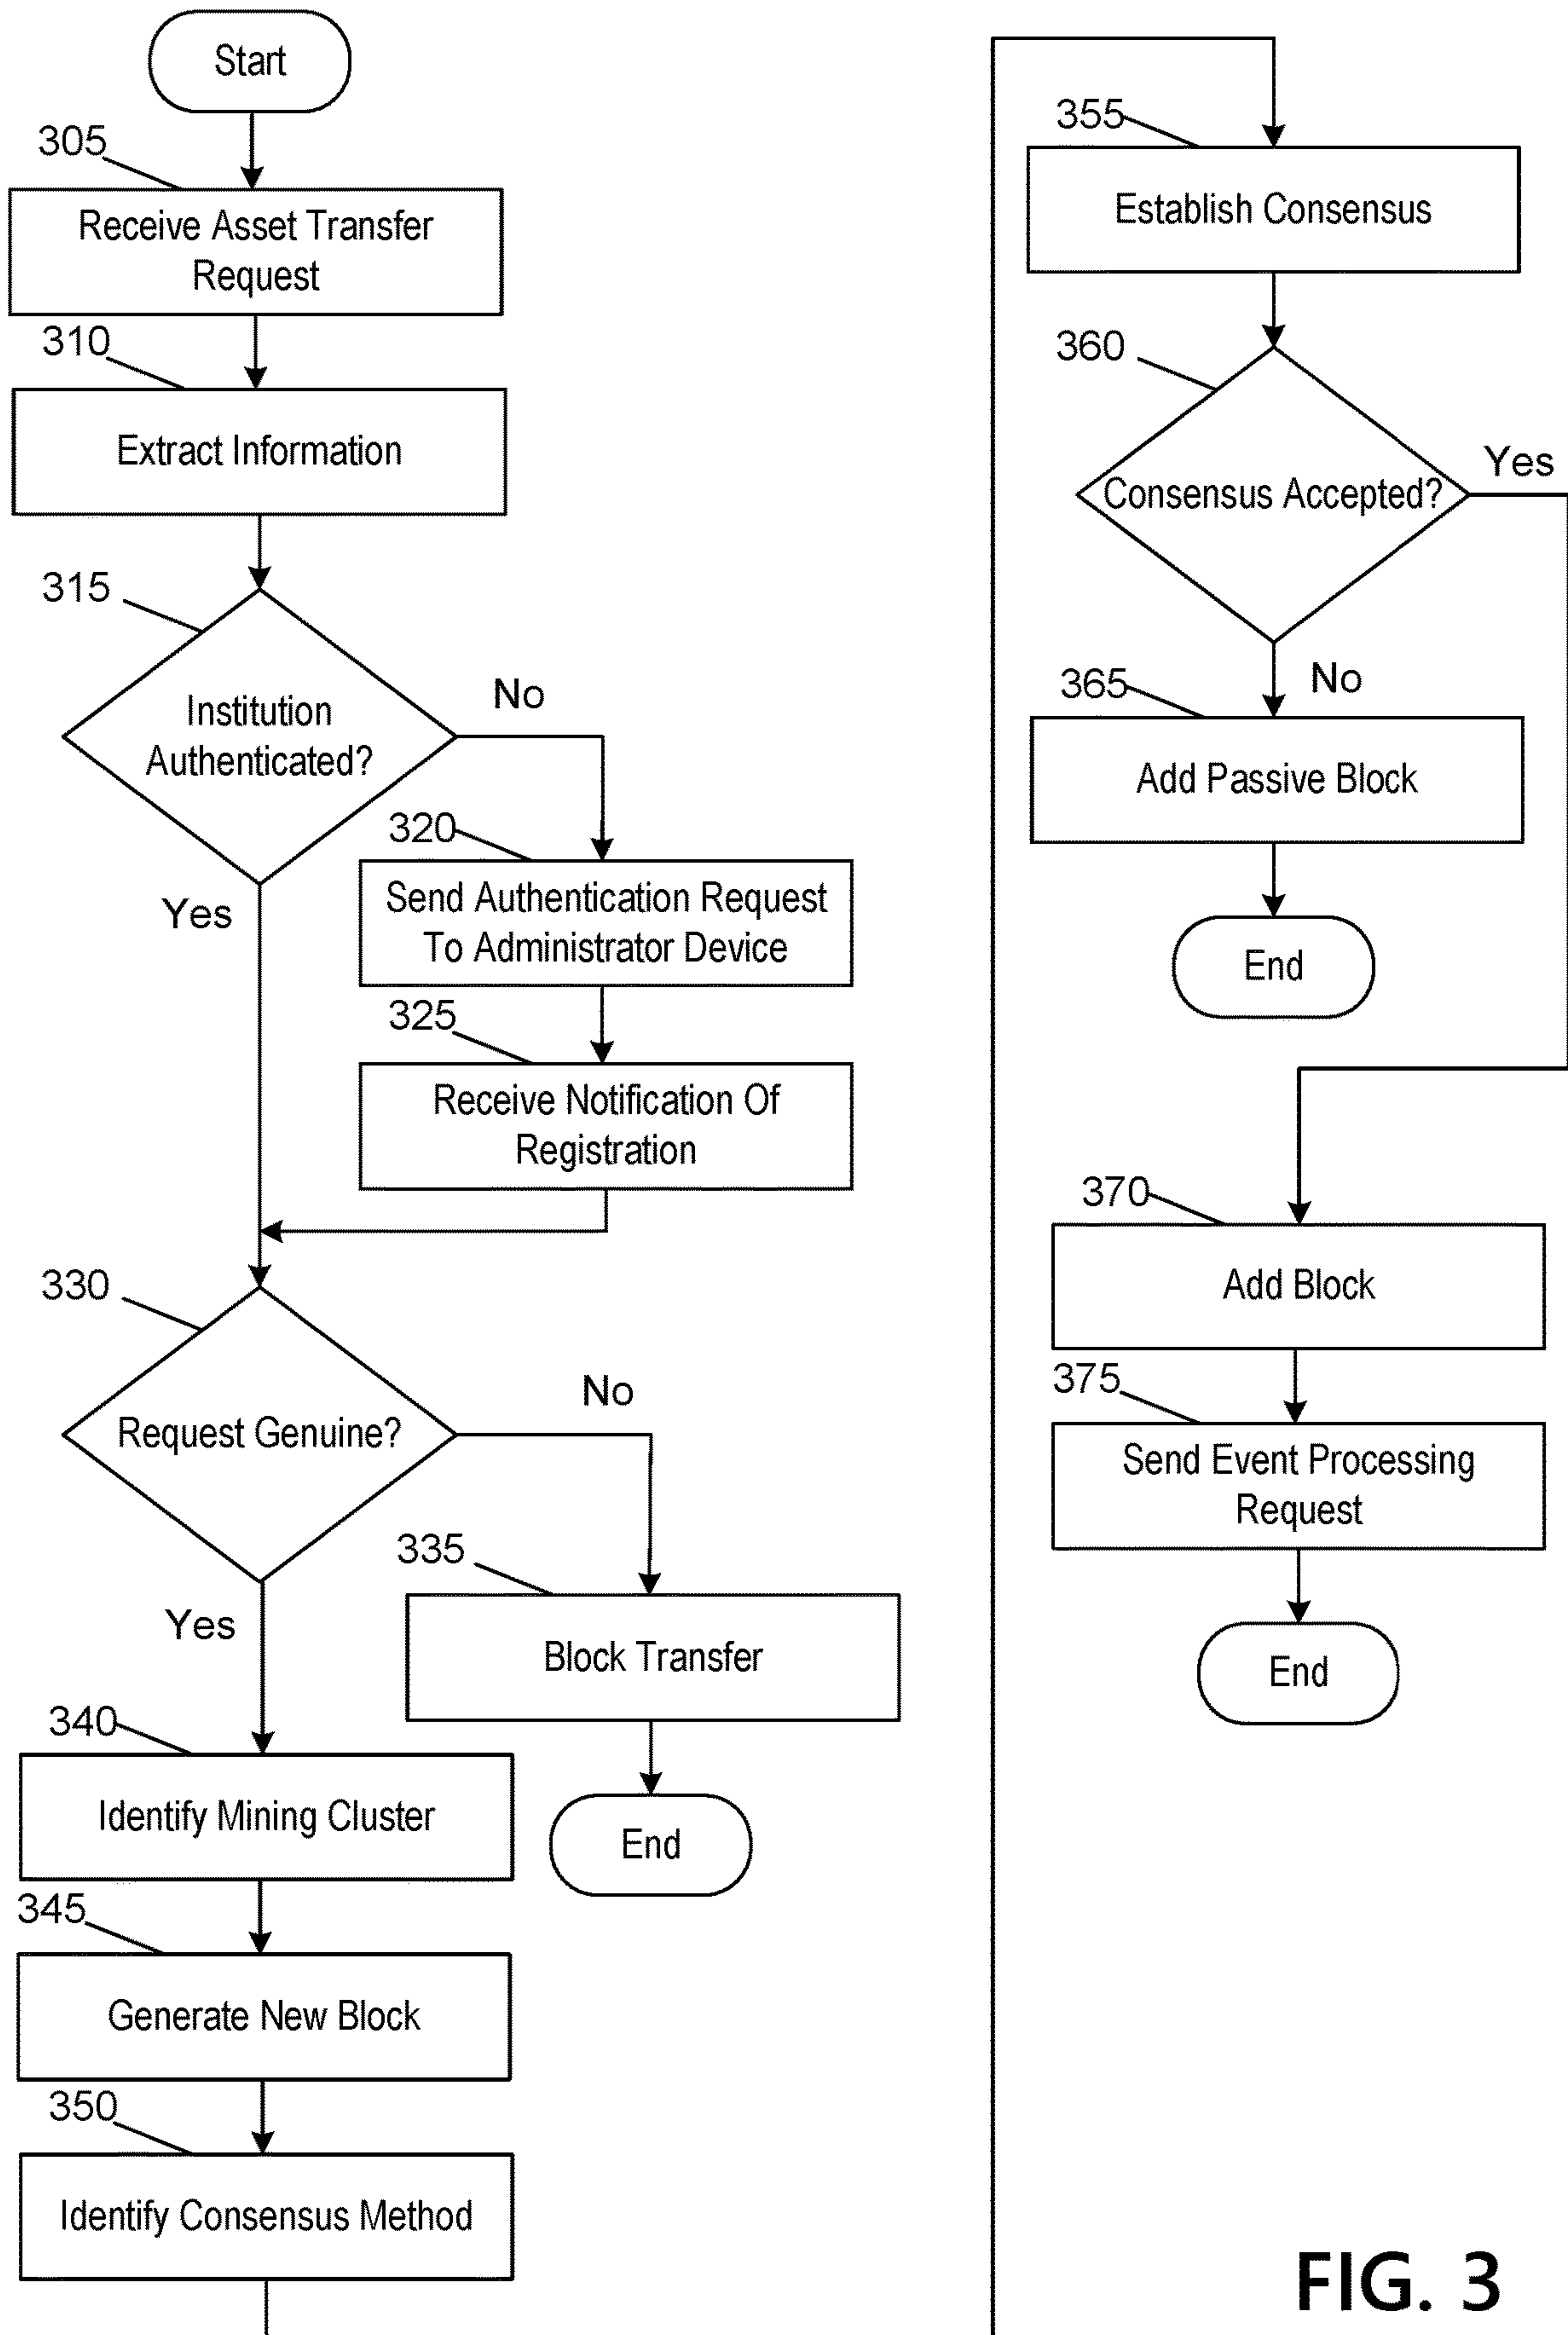 Start
305
Receive Asset Transfer
Request
310
Extract Information
315
Institution
Authenticated?
No
Yes
320
Send Authentication Request
To Administrator Device
325
Receive Notification Of
Registration
330
Request Genuine?
No
Yes
335
Block Transfer
End
340
Identify Mining Cluster
345
Generate New Block
350
Identify Consensus Method
355
Establish Consensus
360
Consensus Accepted?
Yes
No
365
Add Passive Block
End
370
Add Block
375
Send Event Processing
Request
End
FIG. 3